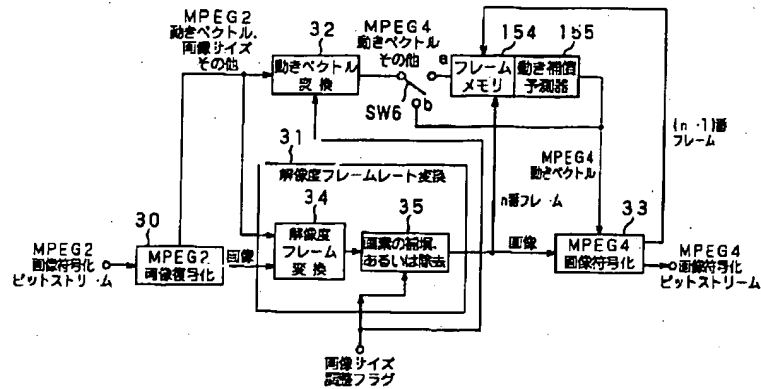 MPEG2
動きベクトル、
画像サイズ
その他
32
動きベクトル
変換
MPEG4
動きベクトル
その他
a
b
SW6
154
155
フレーム
メモリ
動き補償
予測器
(n-1)番
フレーム
31
解像度フレームレート変換
34
解像度
フレーム
変換
35
画素の補填、
あるいは除去
n番フレーム
MPEG4
動きベクトル
30
MPEG2
画像符号化
ビットストリーム
MPEG2
画像復号化
画像
画像
33
MPEG4
画像符号化
MPEG4
画像符号化
ビットストリーム
画像サイズ
調整フラグ